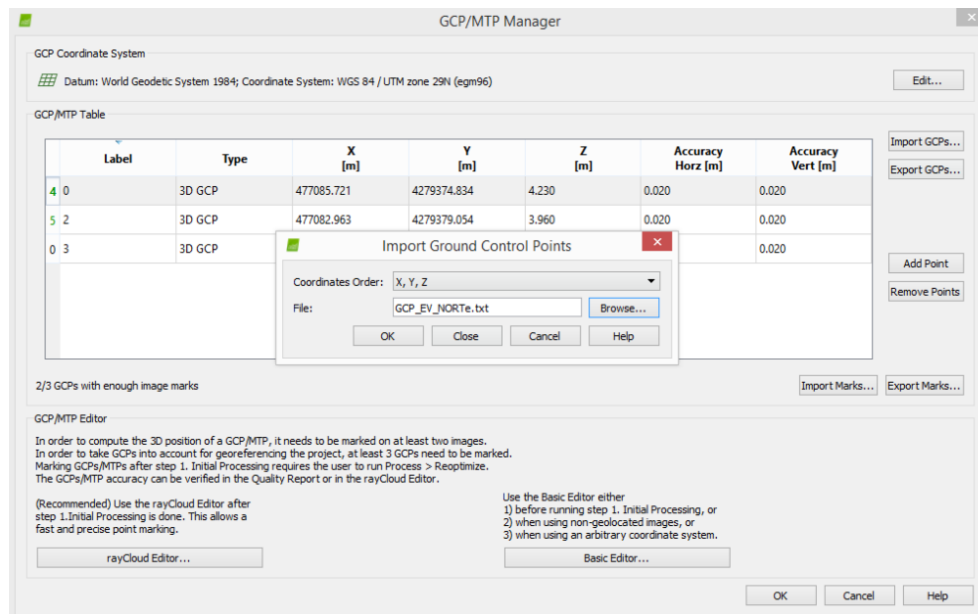 GCP/MTP Manager
GCP Coordinate System
Datum: World Geodetic System 1984; Coordinate System: WGS 84 / UTM zone 29N (egm96)
Edit...
GCP/MTP Table
Label Type X [m] Y [m] Z [m] Accuracy Horz [m] Accuracy Vert [m]
4 0 3D GCP 477085.721 4279374.834 4.230 0.020 0.020
5 2 3D GCP 477082.963 4279379.054 3.960 0.020 0.020
0 3 3D GCP 0.020
Import GCPs...
Export GCPs...
Add Point
Remove Points
Import Ground Control Points
Coordinates Order: X, Y, Z
File: GCP_EV_NORTe.txt Browse...
OK Close Cancel Help
2/3 GCPs with enough image marks
Import Marks... Export Marks...
GCP/MTP Editor
In order to compute the 3D position of a GCP/MTP, it needs to be marked on at least two images.
In order to take GCPs into account for georeferencing the project, at least 3 GCPs need to be marked.
Marking GCPs/MTPs after step 1. Initial Processing requires the user to run Process > Reoptimize.
The GCPs/MTP accuracy can be verified in the Quality Report or in the rayCloud Editor.
(Recommended) Use the rayCloud Editor after
step 1.Initial Processing is done. This allows a
fast and precise point marking.
rayCloud Editor...
Use the Basic Editor either
1) before running step 1. Initial Processing, or
2) when using non-geolocated images, or
3) when using an arbitrary coordinate system.
Basic Editor...
OK Cancel Help